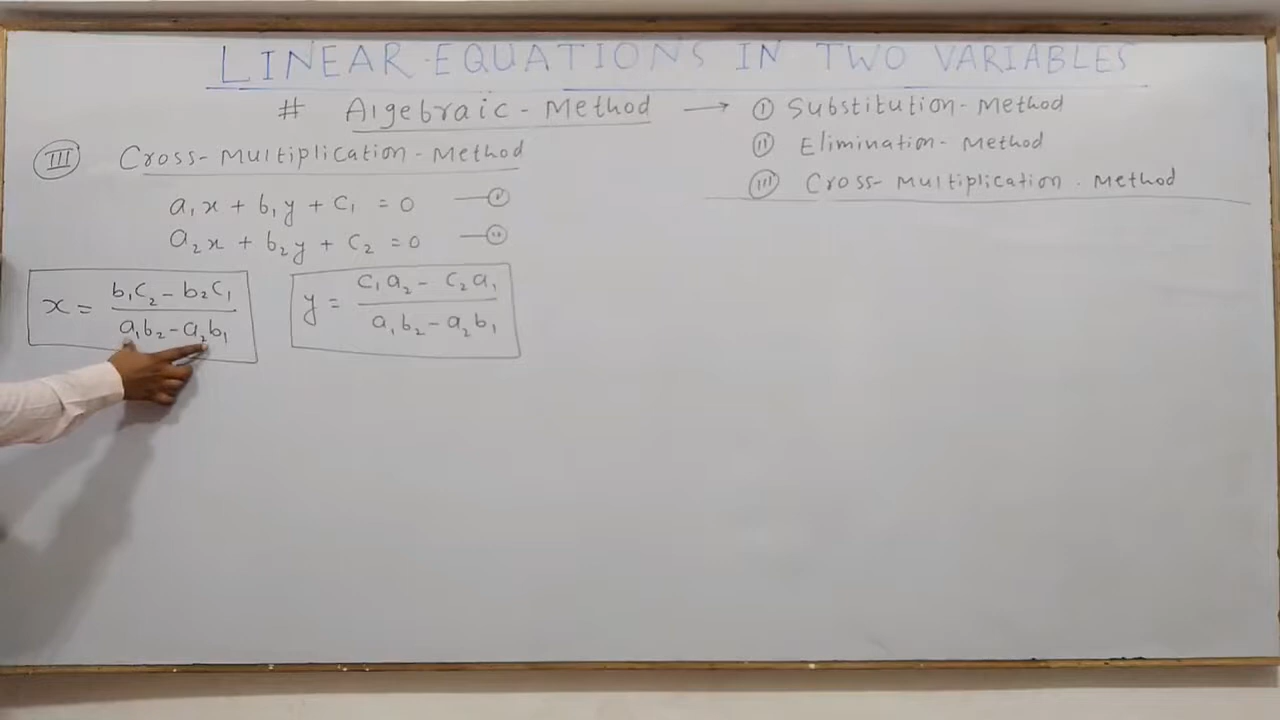 LINEAR-EQUATIONS IN TWO VARIABLES
# Algebraic-Method → (I) Substitution-Method
(II) Elimination-Method
(III) Cross-Multiplication-Method
(III) Cross-Multiplication-Method
a₁x + b₁y + c₁ = 0 —(i)
a₂x + b₂y + c₂ = 0 —(ii)
x = (b₁c₂ - b₂c₁) / (a₁b₂ - a₂b₁)
y = (c₁a₂ - c₂a₁) / (a₁b₂ - a₂b₁)